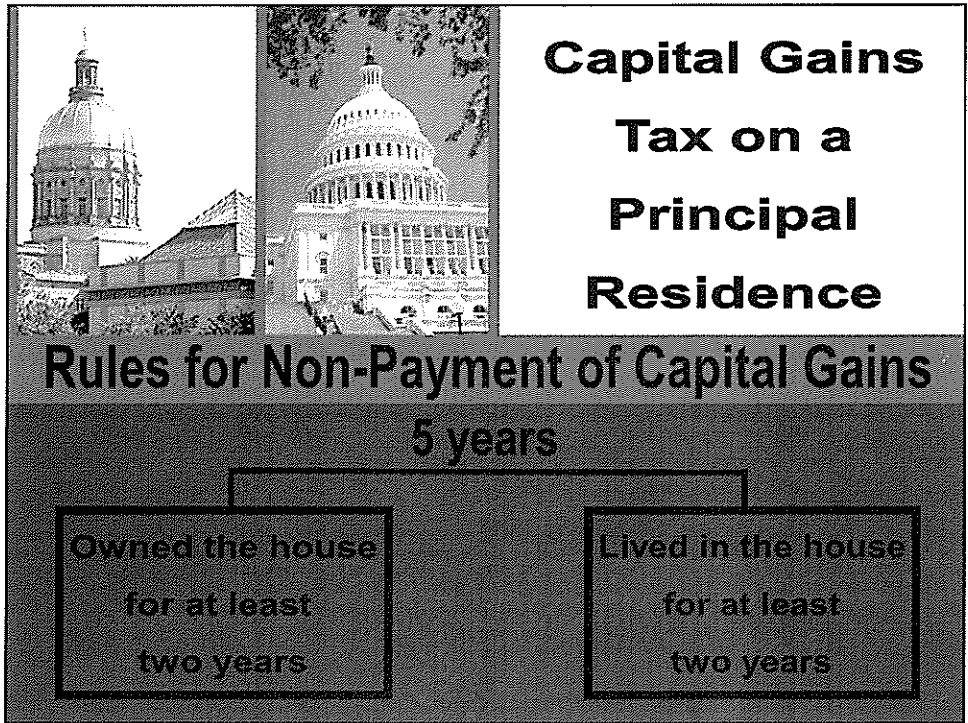 Capital Gains
Tax on a
Principal
Residence
Rules for Non-Payment of Capital Gains
5 years
Owned the house
for at least
two years
Lived in the house
for at least
two years